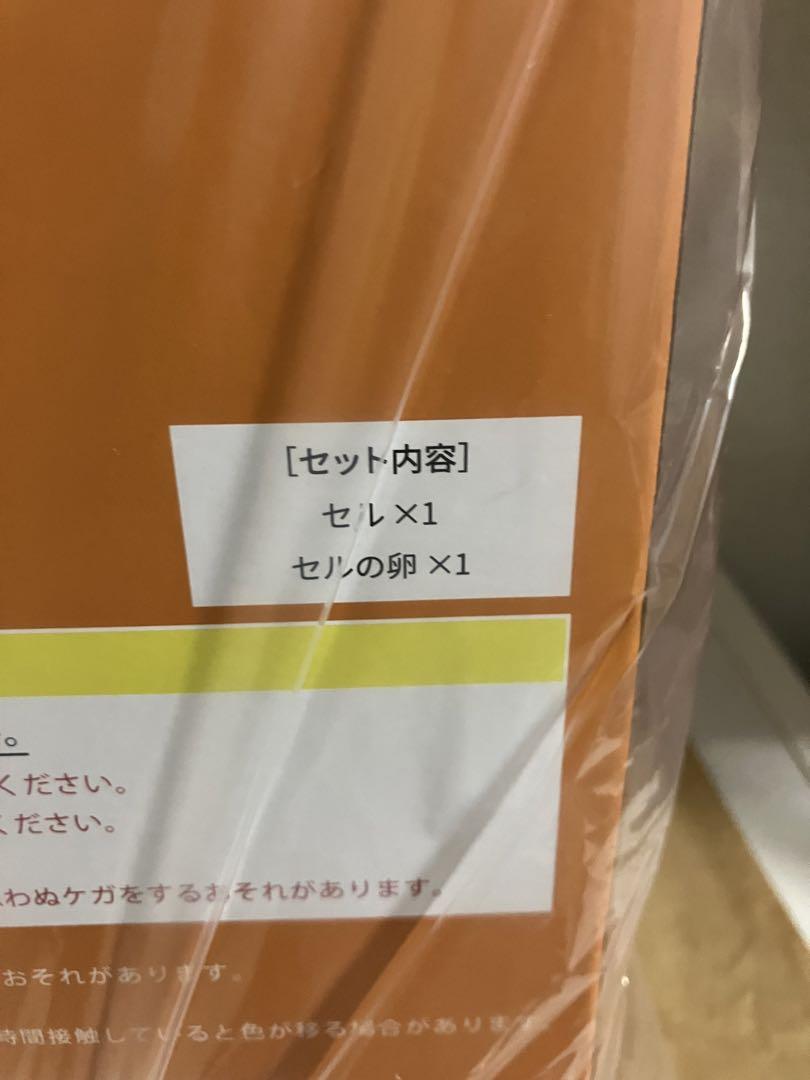 [セット内容]
セル ×1
セルの卵 ×1
。
ください。
ください。
わぬケガをするおそれがあります。
おそれがあります。
時間接触していると色が移る場合があります